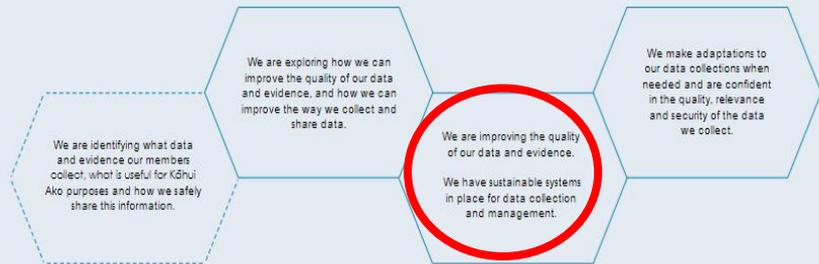 We are identifying what data
and evidence our members
collect, what is useful for Kāhui
Ako purposes and how we safely
share this information.
We are exploring how we can
improve the quality of our data
and evidence, and how we can
improve the way we collect and
share data.
We are improving the quality
of our data and evidence.
We have sustainable systems
in place for data collection
and management.
We make adaptations to
our data collections when
needed and are confident
in the quality, relevance
and security of the data
we collect.